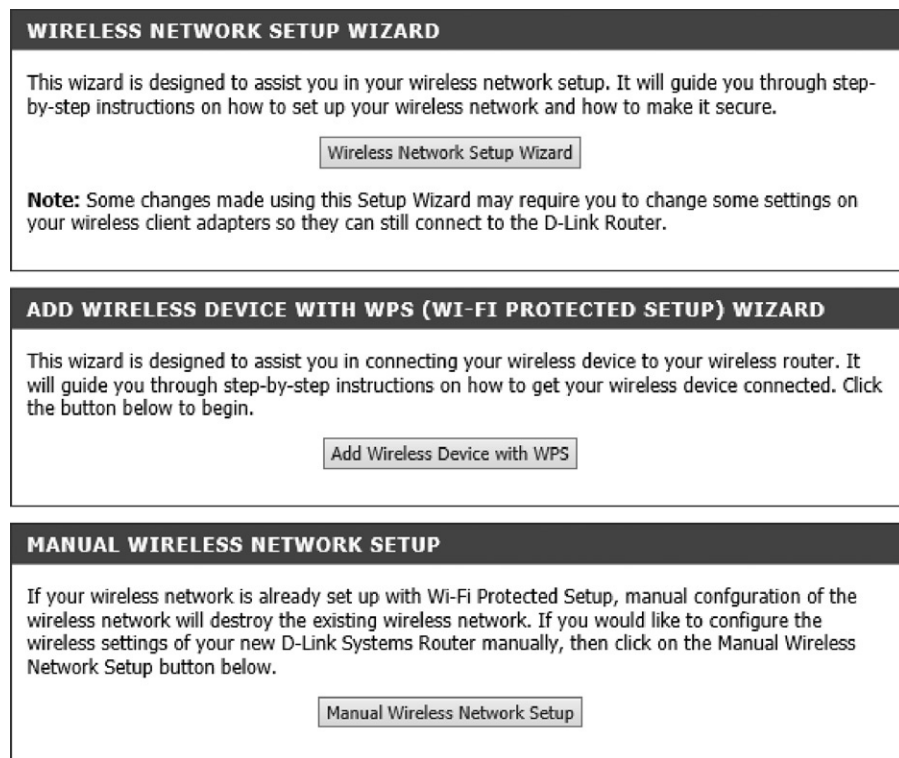 WIRELESS NETWORK SETUP WIZARD
This wizard is designed to assist you in your wireless network setup. It will guide you through step-
by-step instructions on how to set up your wireless network and how to make it secure.
Wireless Network Setup Wizard
Note: Some changes made using this Setup Wizard may require you to change some settings on
your wireless client adapters so they can still connect to the D-Link Router.
ADD WIRELESS DEVICE WITH WPS (WI-FI PROTECTED SETUP) WIZARD
This wizard is designed to assist you in connecting your wireless device to your wireless router. It
will guide you through step-by-step instructions on how to get your wireless device connected. Click
the button below to begin.
Add Wireless Device with WPS
MANUAL WIRELESS NETWORK SETUP
If your wireless network is already set up with Wi-Fi Protected Setup, manual confguration of the
wireless network will destroy the existing wireless network. If you would like to configure the
wireless settings of your new D-Link Systems Router manually, then click on the Manual Wireless
Network Setup button below.
Manual Wireless Network Setup